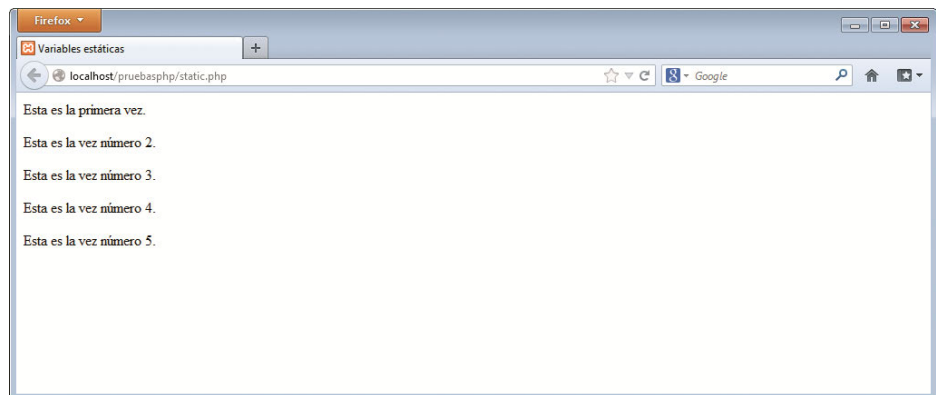 Firefox
Variables estáticas
localhost/pruebasphp/static.php
Google
Esta es la primera vez.
Esta es la vez número 2.
Esta es la vez número 3.
Esta es la vez número 4.
Esta es la vez número 5.